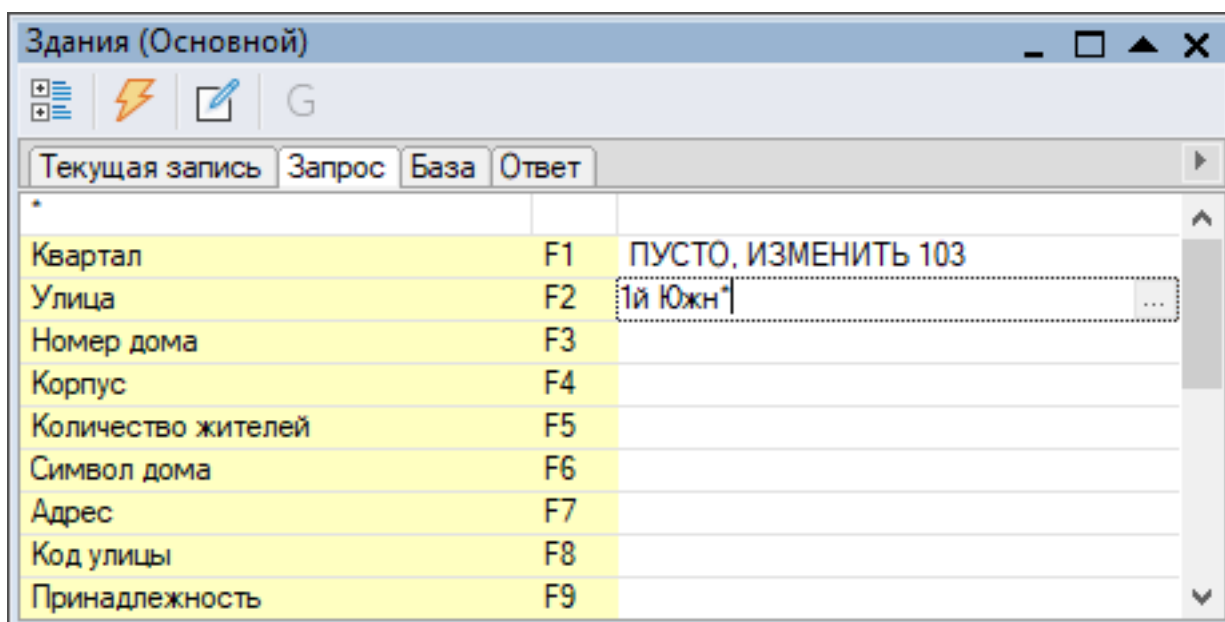 Здания (Основной)
G
Текущая запись Запрос База Ответ
*
Квартал F1 ПУСТО, ИЗМЕНИТЬ 103
Улица F2 1й Южн* ...
Номер дома F3
Корпус F4
Количество жителей F5
Символ дома F6
Адрес F7
Код улицы F8
Принадлежность F9